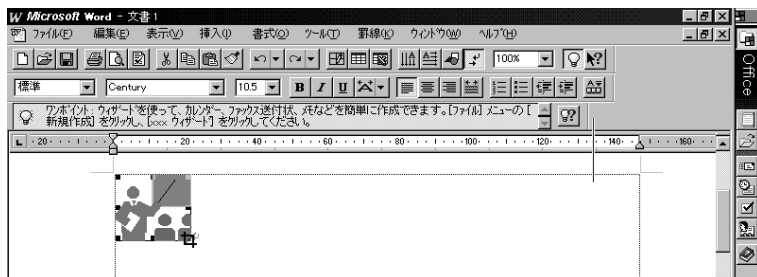 Microsoft Word - 文書1
ファイル(F) 編集(E) 表示(V) 挿入(I) 書式(O) ツール(T) 罫線(K) ウィンドウ(W) ヘルプ(H)
100%
標準 Century 10.5 B I U
ワンポイント: ウィザードを使って、カレンダー、ファックス送付状、メモなどを簡単に作成できます。[ファイル] メニューの [
新規作成] をクリックし、[xxx ウィザード] をクリックしてください。
20 20 40 60 80 100 120 140 160
Office